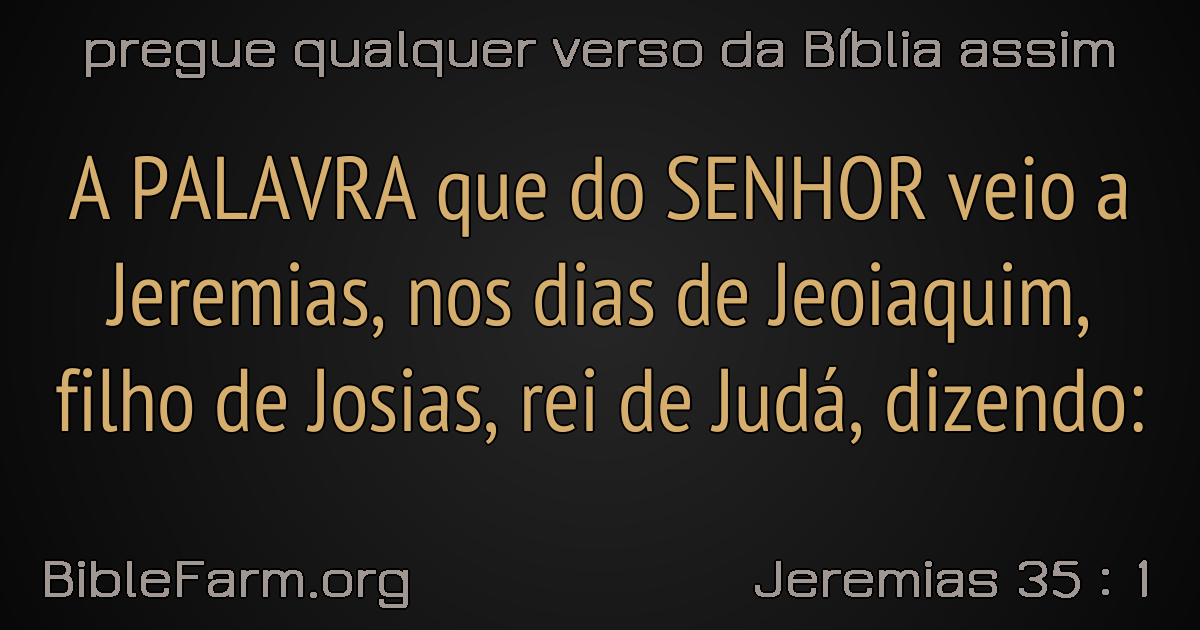 pregue qualquer verso da Bíblia assim
A PALAVRA que do SENHOR veio a
Jeremias, nos dias de Jeoiaquim,
filho de Josias, rei de Judá, dizendo:
BibleFarm.org
Jeremias 35 : 1